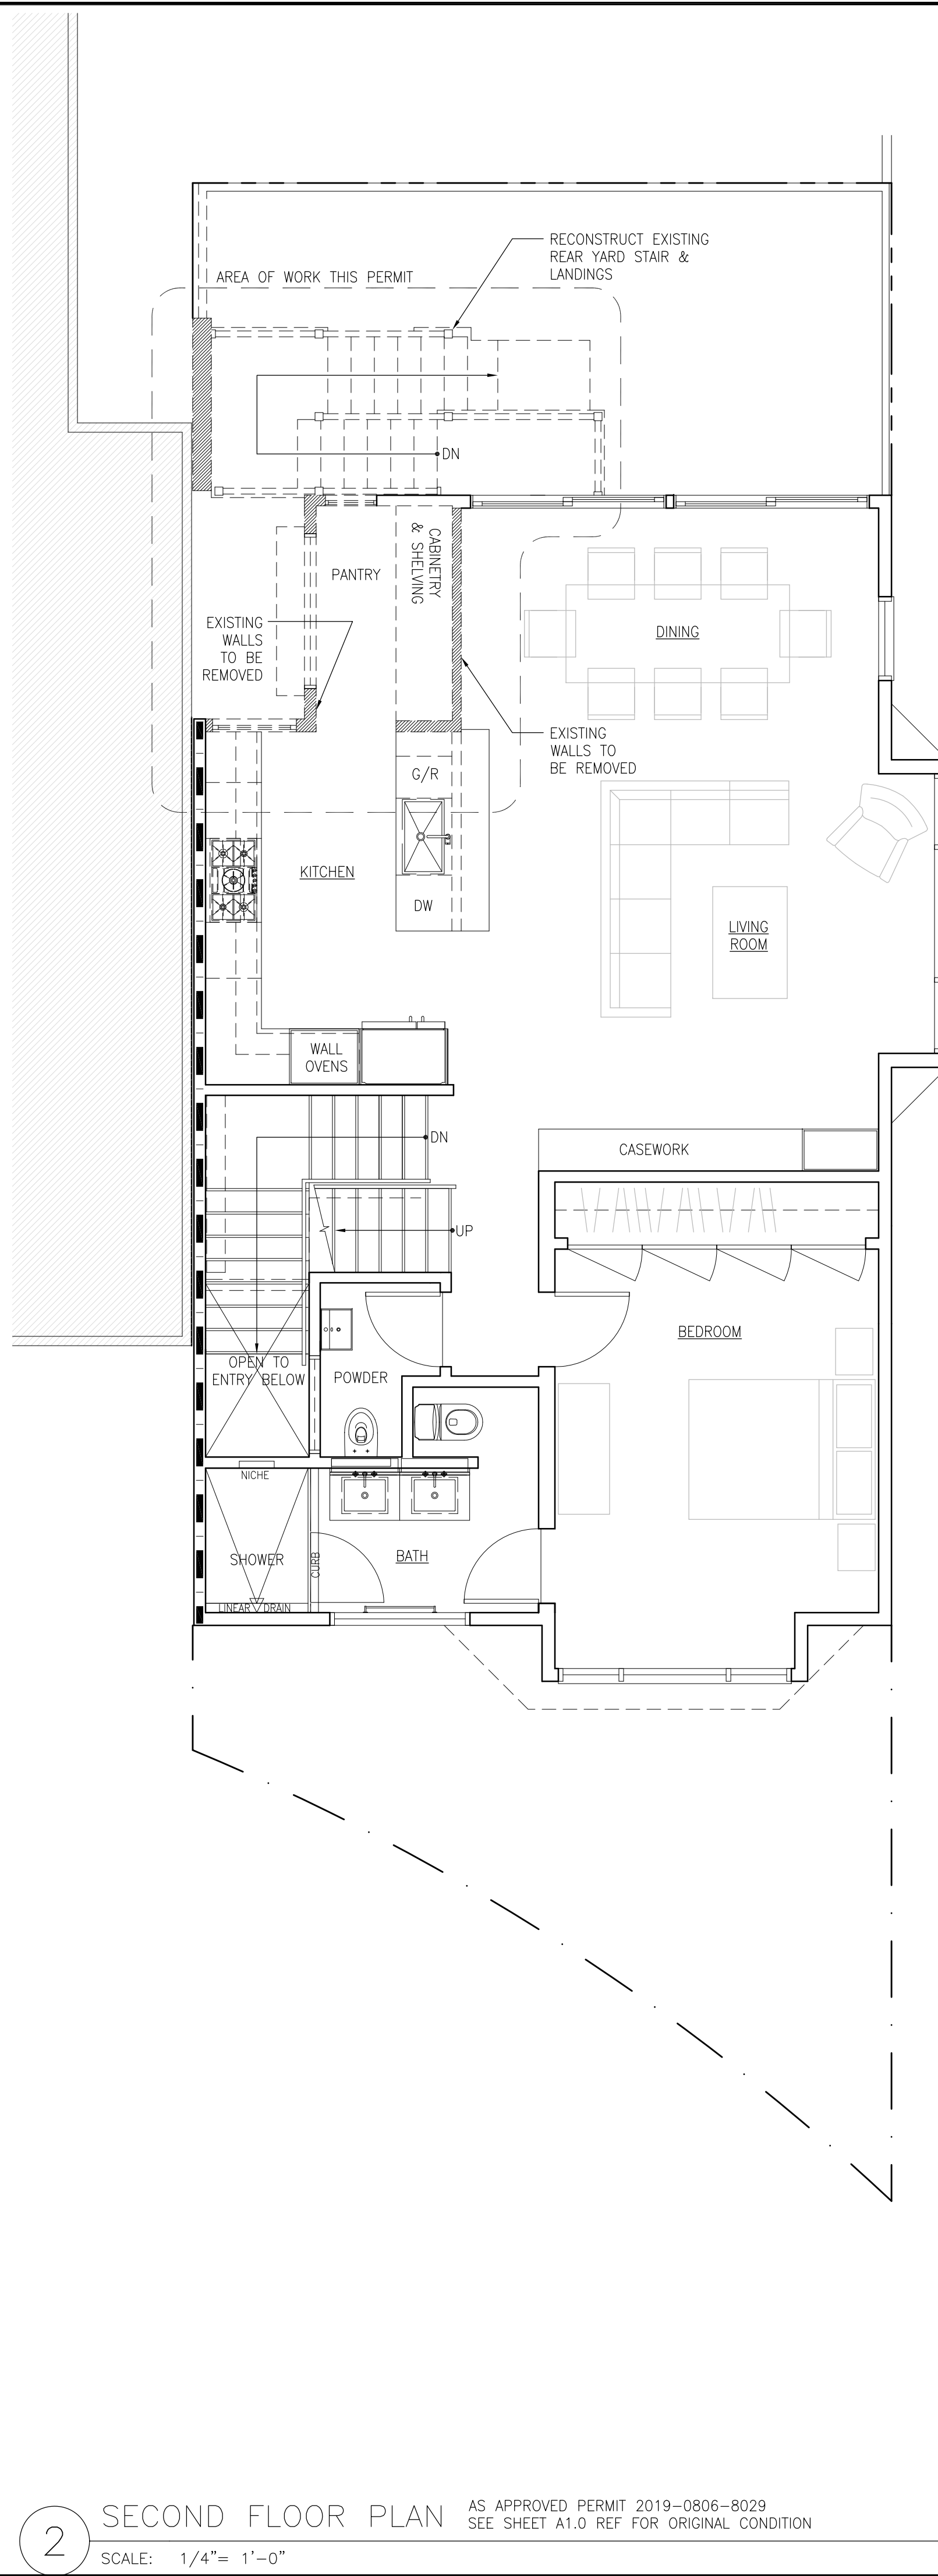 RECONSTRUCT EXISTING
REAR YARD STAIR &
LANDINGS
AREA OF WORK THIS PERMIT
DN
CABINETRY
& SHELVING
PANTRY
EXISTING
WALLS
TO BE
REMOVED
DINING
EXISTING
WALLS TO
BE REMOVED
G/R
KITCHEN
DW
LIVING
ROOM
WALL
OVENS
DN
CASEWORK
UP
BEDROOM
OPEN TO
ENTRY BELOW
POWDER
NICHE
SHOWER
CURB
BATH
LINEAR DRAIN
2
SECOND FLOOR PLAN
AS APPROVED PERMIT 2019-0806-8029
SEE SHEET A1.0 REF FOR ORIGINAL CONDITION
SCALE: 1/4"= 1'-0"